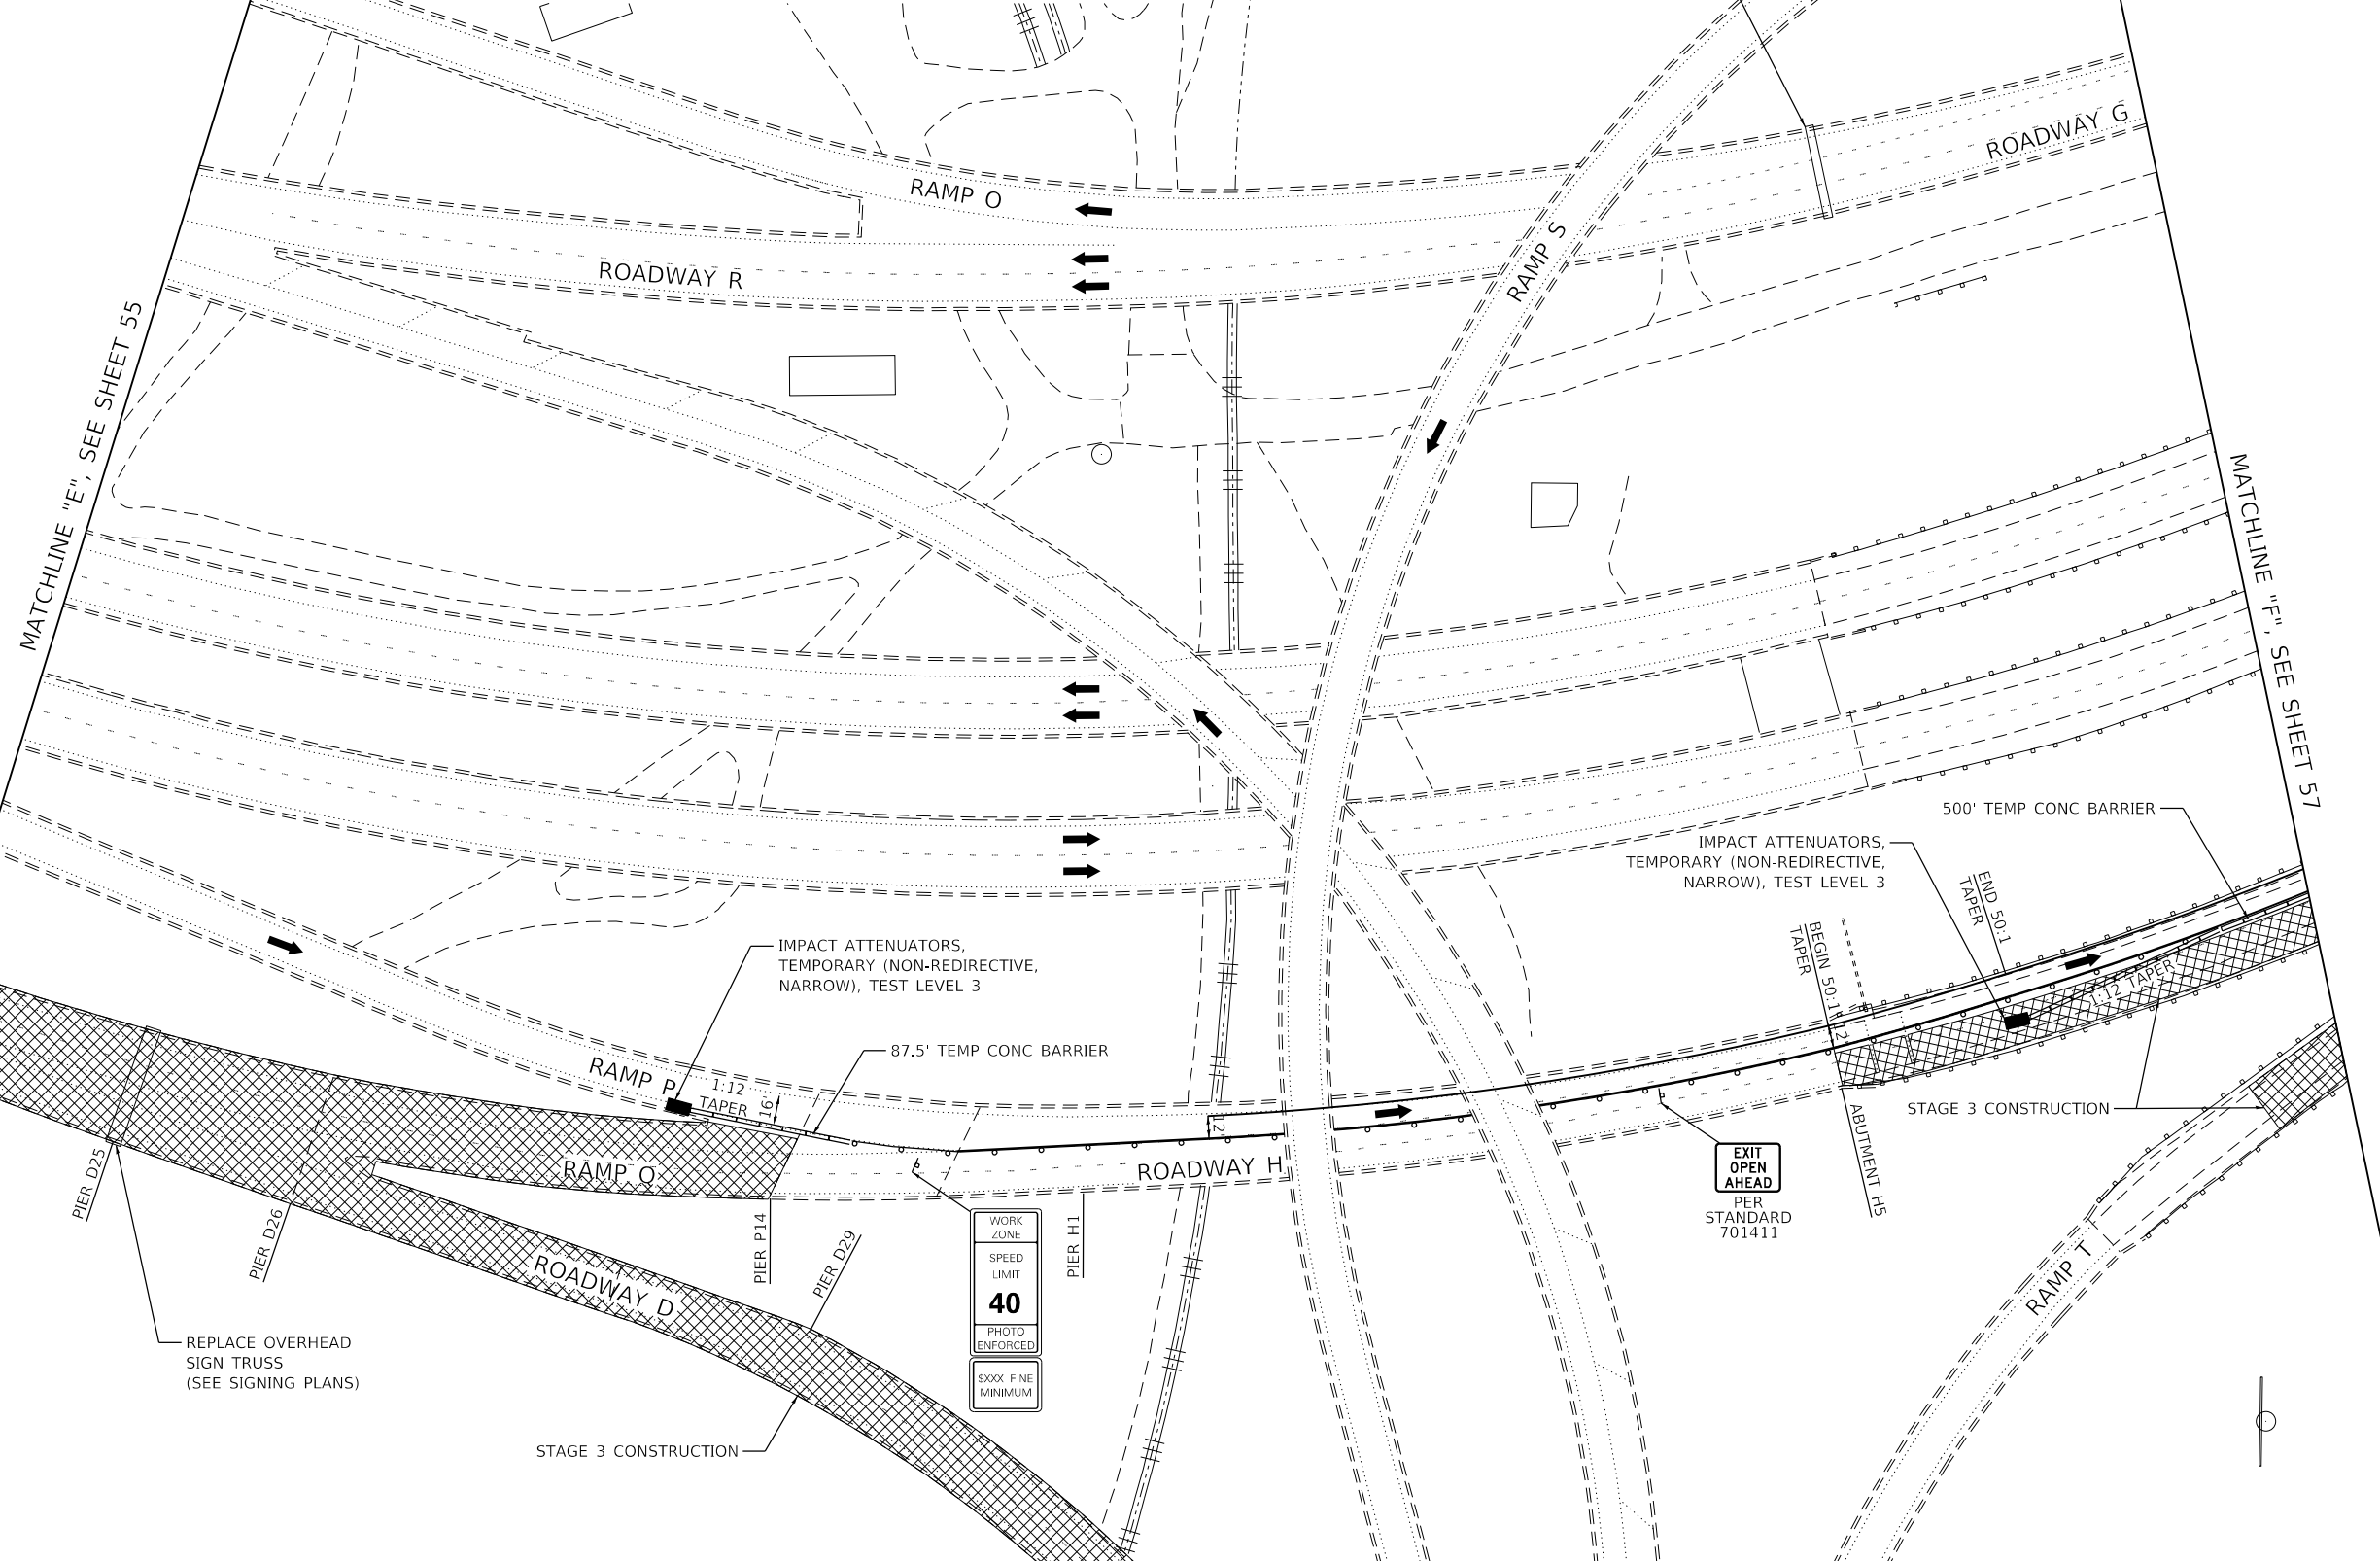 RAMP O
ROADWAY G
RAMP S
ROADWAY R
MATCHLINE "E", SEE SHEET 55
MATCHLINE "F", SEE SHEET 57
500' TEMP CONC BARRIER
IMPACT ATTENUATORS,
TEMPORARY (NON-REDIRECTIVE,
NARROW), TEST LEVEL 3
END 50:1
TAPER
BEGIN 50:1
TAPER
12'
1:12 TAPER
IMPACT ATTENUATORS,
TEMPORARY (NON-REDIRECTIVE,
NARROW), TEST LEVEL 3
87.5' TEMP CONC BARRIER
RAMP P
1:12
TAPER
16'
12'
RAMP Q
ROADWAY H
STAGE 3 CONSTRUCTION
ABUTMENT H5
EXIT
OPEN
AHEAD
PER
STANDARD
701411
PIER D25
PIER D26
PIER P14
PIER D29
PIER H1
ROADWAY D
RAMP T
WORK
ZONE
SPEED
LIMIT
40
PHOTO
ENFORCED
SXXX FINE
MINIMUM
REPLACE OVERHEAD
SIGN TRUSS
(SEE SIGNING PLANS)
STAGE 3 CONSTRUCTION